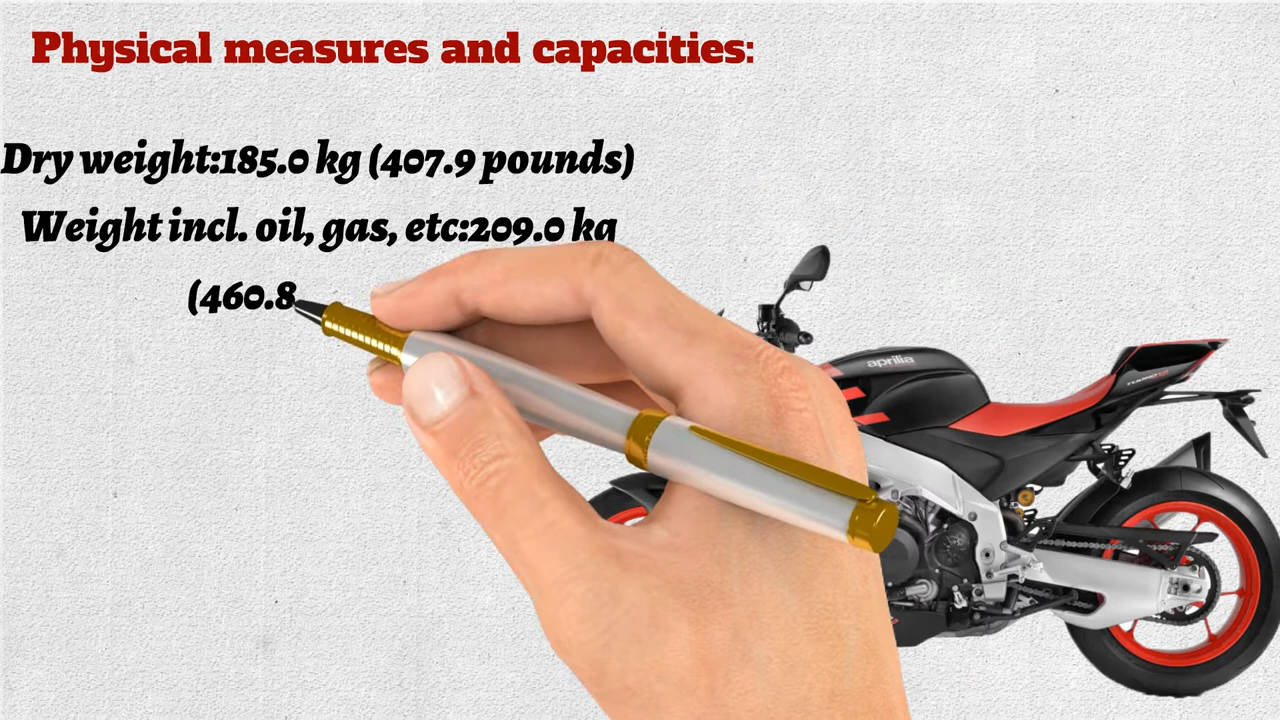 Physical measures and capacities:
Dry weight:185.0 kg (407.9 pounds)
Weight incl. oil, gas, etc:209.0 kg
(460.8
aprilia